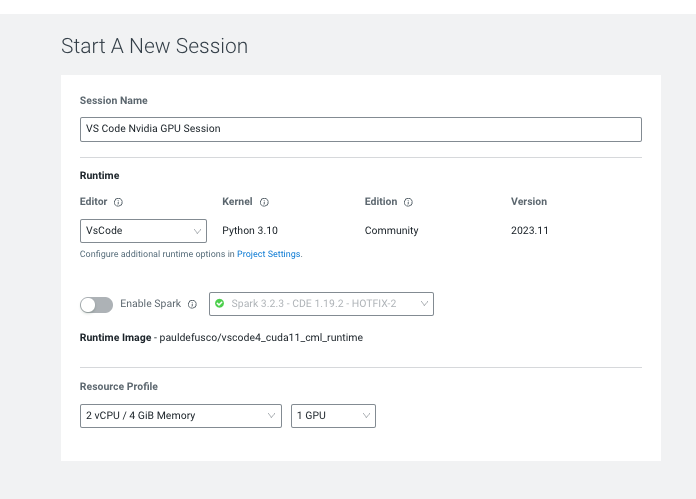 Start A New Session
Session Name
VS Code Nvidia GPU Session
Runtime
Editor Kernel Edition Version
VsCode Python 3.10 Community 2023.11
Configure additional runtime options in Project Settings.
Enable Spark Spark 3.2.3 - CDE 1.19.2 - HOTFIX-2
Runtime Image - pauldefusco/vscode4_cuda11_cml_runtime
Resource Profile
2 vCPU / 4 GiB Memory 1 GPU